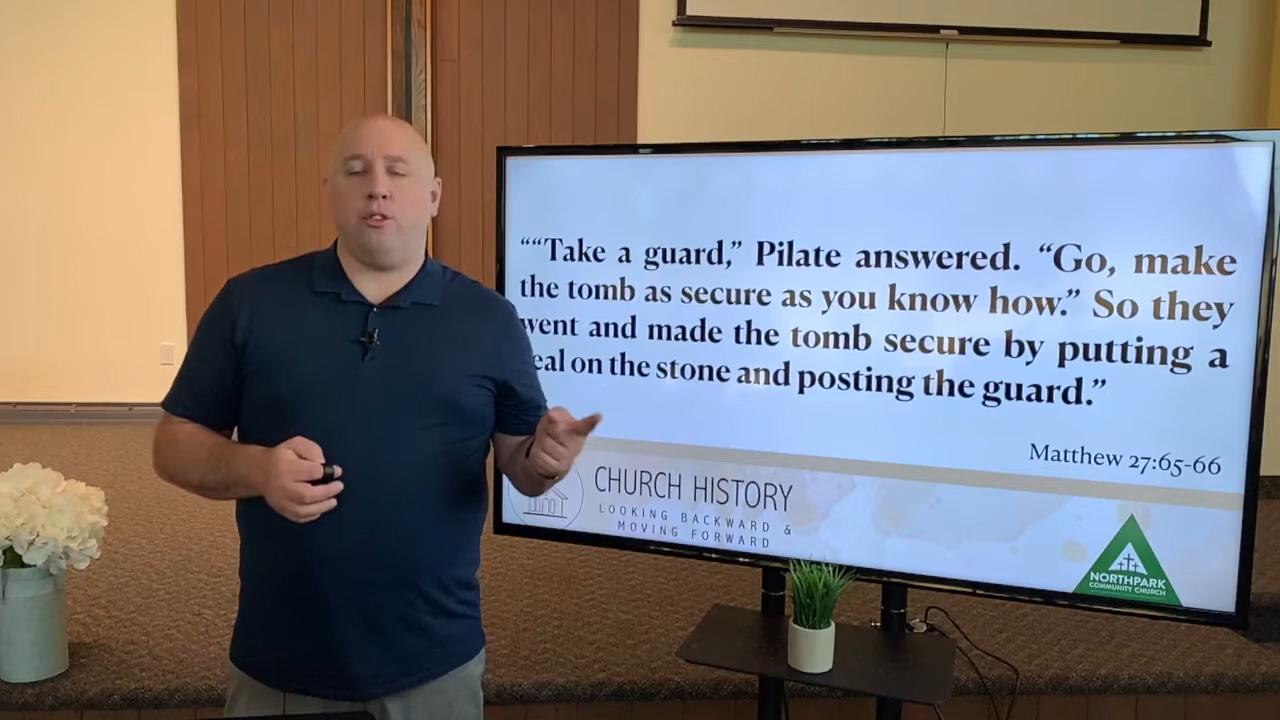 ““Take a guard,” Pilate answered. “Go, make
the tomb as secure as you know how.” So they
went and made the tomb secure by putting a
eal on the stone and posting the guard.”
Matthew 27:65-66
CHURCH HISTORY
LOOKING BACKWARD &
MOVING FORWARD
NORTHPARK
COMMUNITY CHURCH